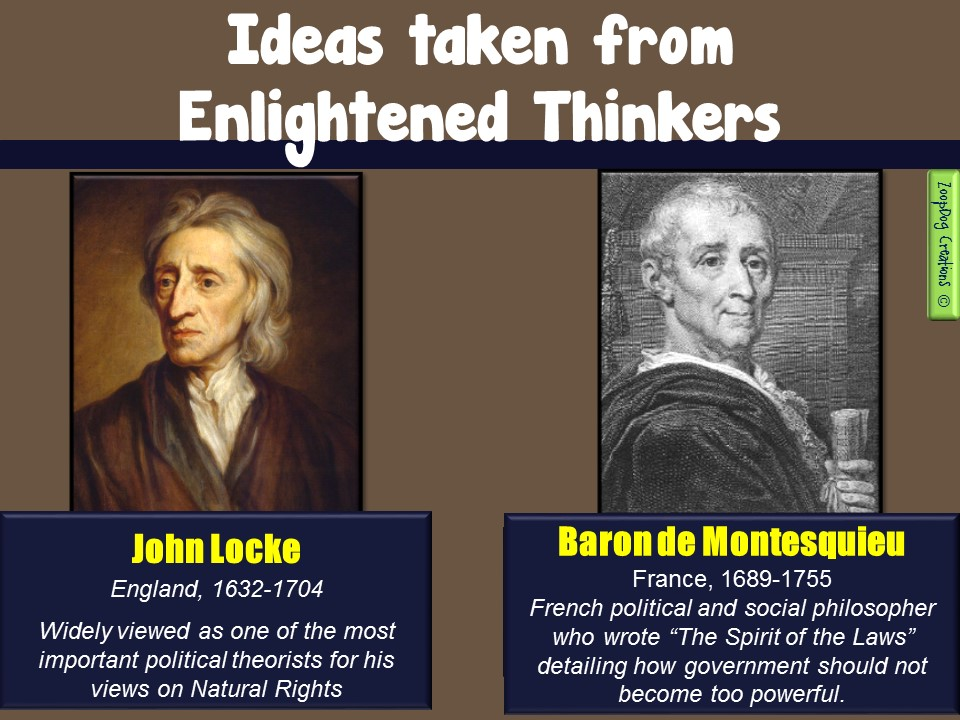 Ideas taken from
Enlightened Thinkers
ZoopDog Creations ©
John Locke
England, 1632-1704
Widely viewed as one of the most
important political theorists for his
views on Natural Rights
Baron de Montesquieu
France, 1689-1755
French political and social philosopher
who wrote “The Spirit of the Laws”
detailing how government should not
become too powerful.